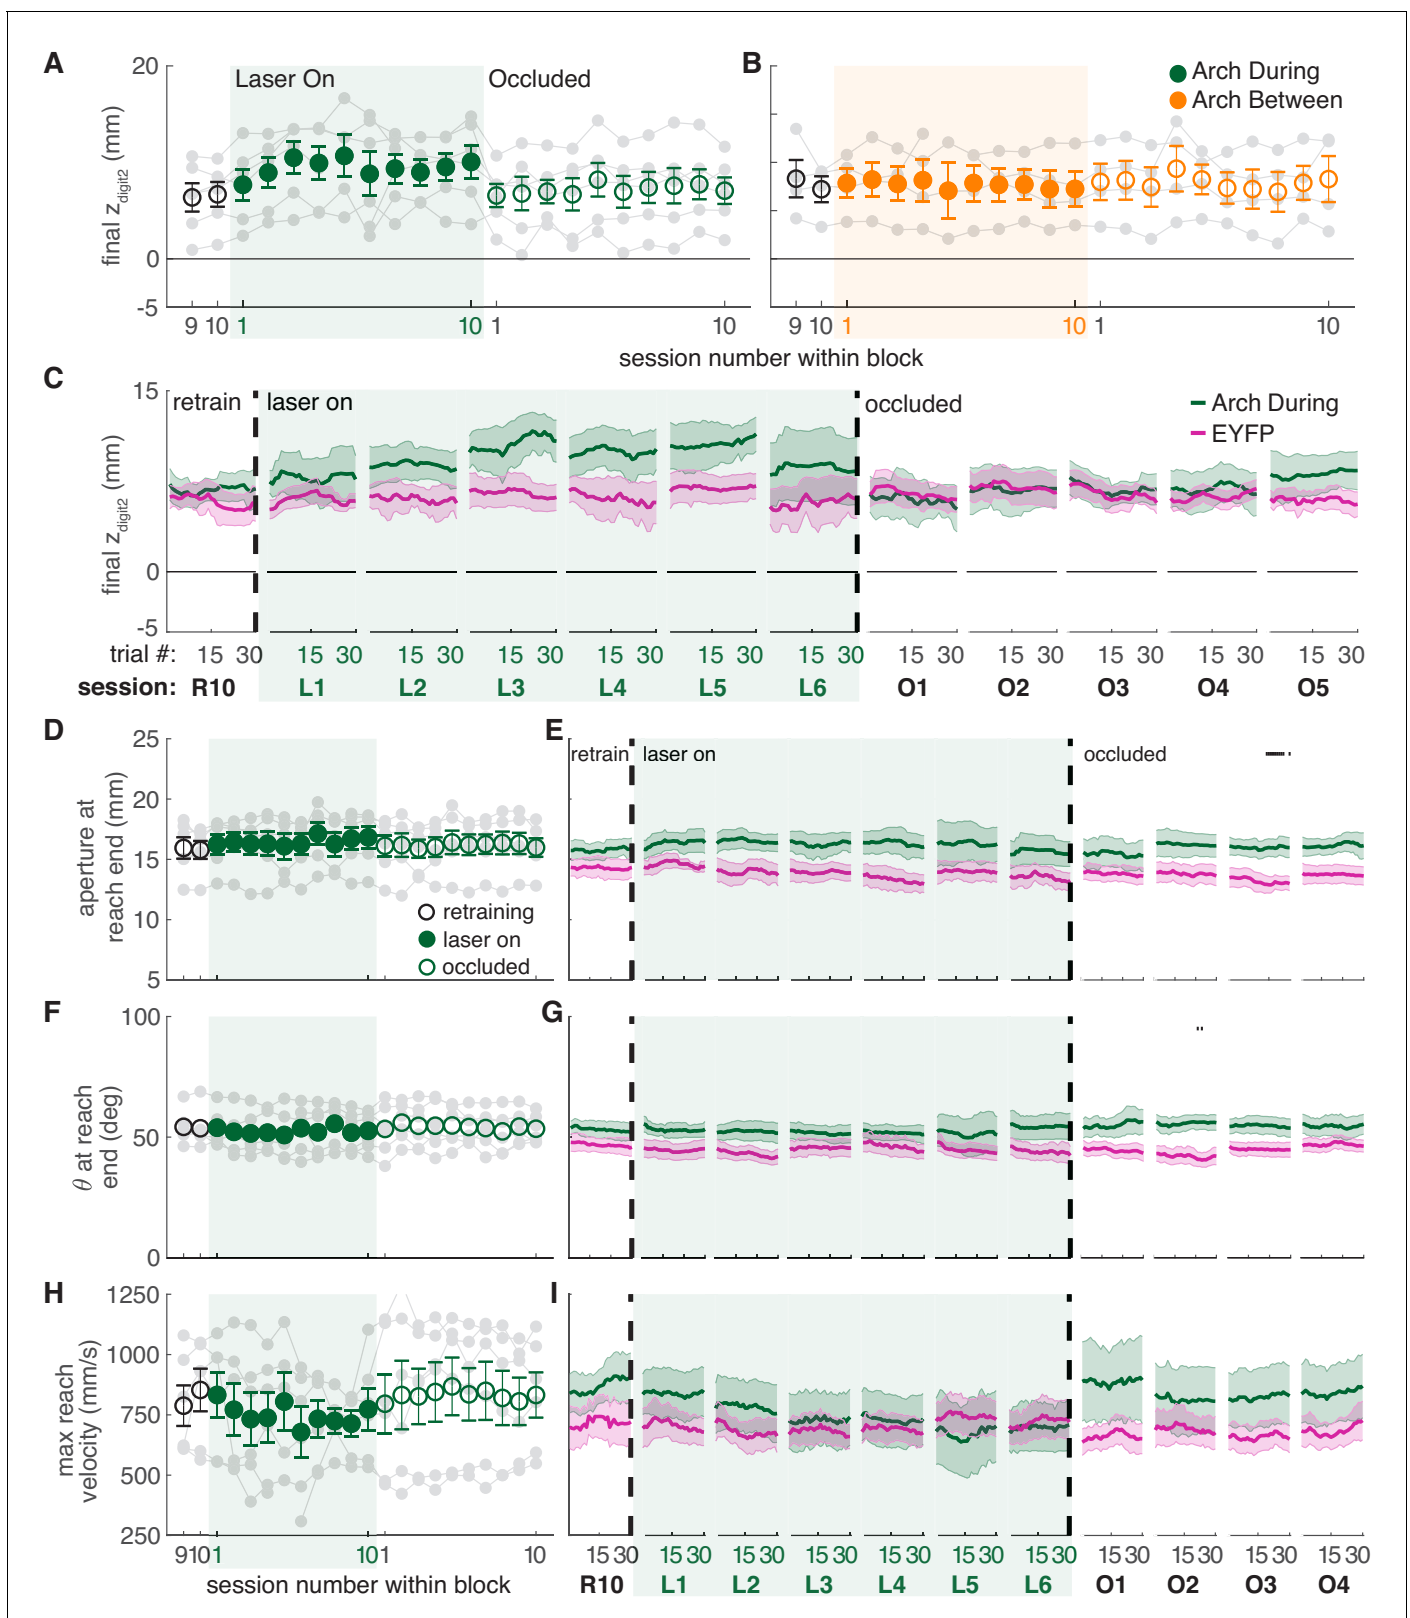 A
B
20
10
0
-5
final z_digit2 (mm)
Laser On
Occluded
Arch During
Arch Between
9 10 1 10 1 10
9 10 1 10 1 10
session number within block
C
15
0
-5
final z_digit2 (mm)
retrain
laser on
occluded
Arch During
EYFP
trial #: 15 30 15 30 15 30 15 30 15 30 15 30 15 30 15 30 15 30 15 30 15 30 15 30
session: R10 L1 L2 L3 L4 L5 L6 O1 O2 O3 O4 O5
D
25
20
15
10
5
aperture at
reach end (mm)
retraining
laser on
occluded
E
retrain
laser on
occluded
F
100
50
0
θ at reach
end (deg)
G
H
1250
1000
750
500
250
max reach
velocity (mm/s)
9 10 1 10 1 10
session number within block
I
15 30 15 30 15 30 15 30 15 30 15 30 15 30 15 30 15 30 15 30 15 30
R10 L1 L2 L3 L4 L5 L6 O1 O2 O3 O4